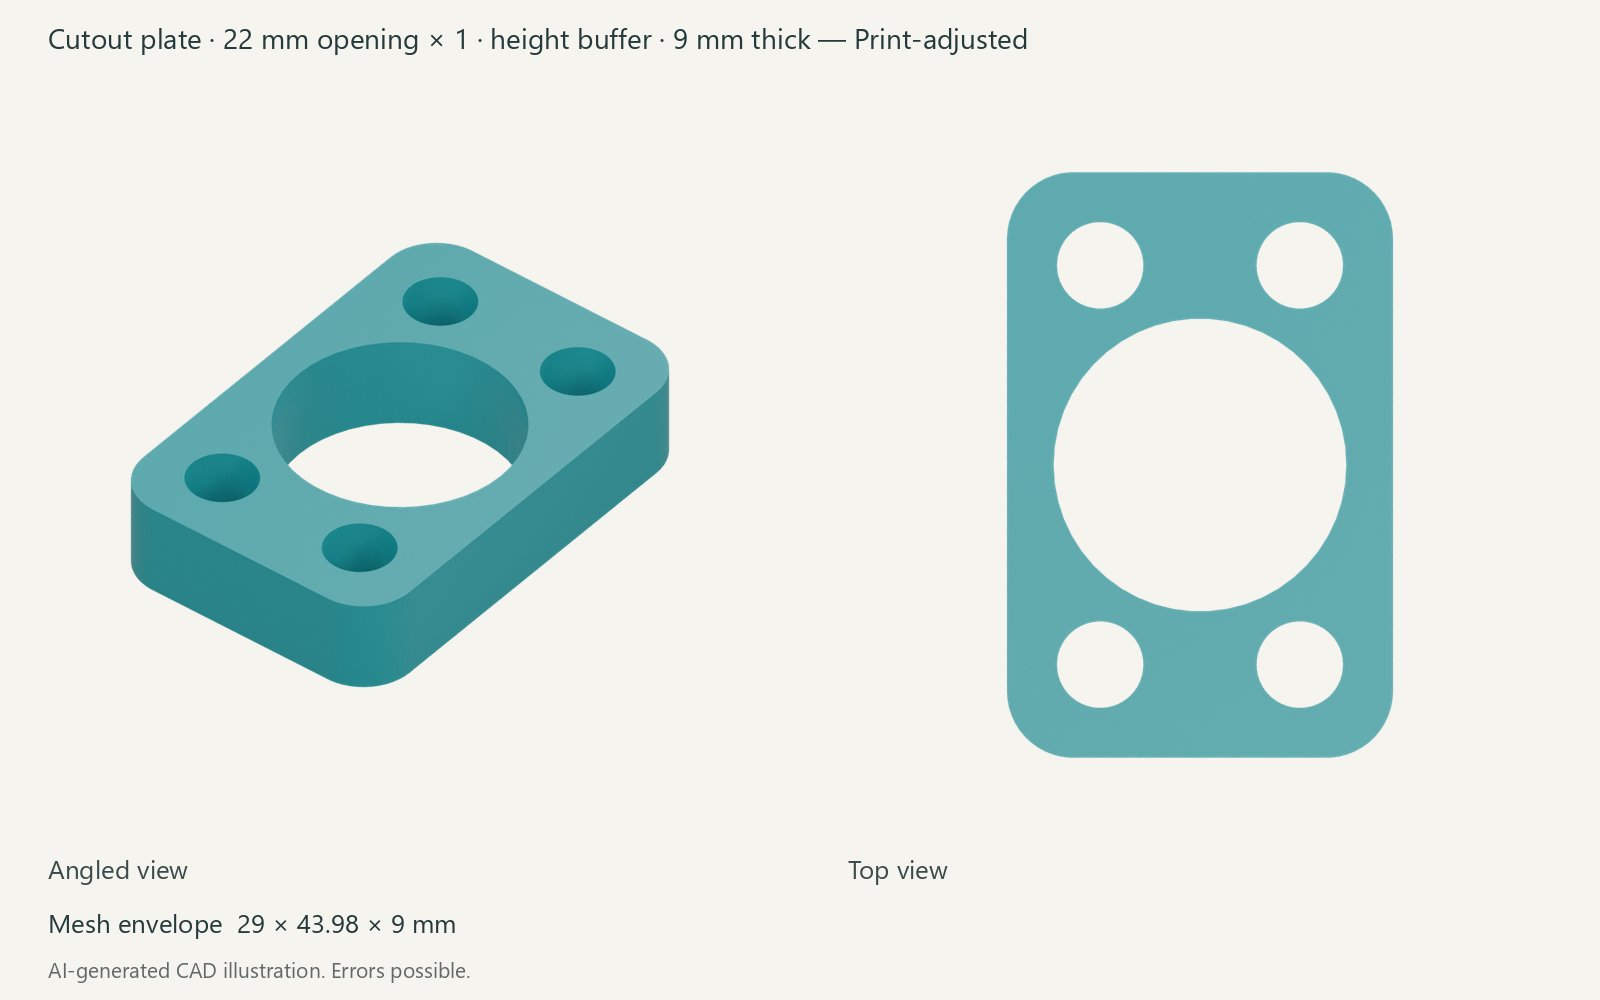 Cutout plate · 22 mm opening × 1 · height buffer · 9 mm thick — Print-adjusted
Angled view
Top view
Mesh envelope 29 × 43.98 × 9 mm
AI-generated CAD illustration. Errors possible.